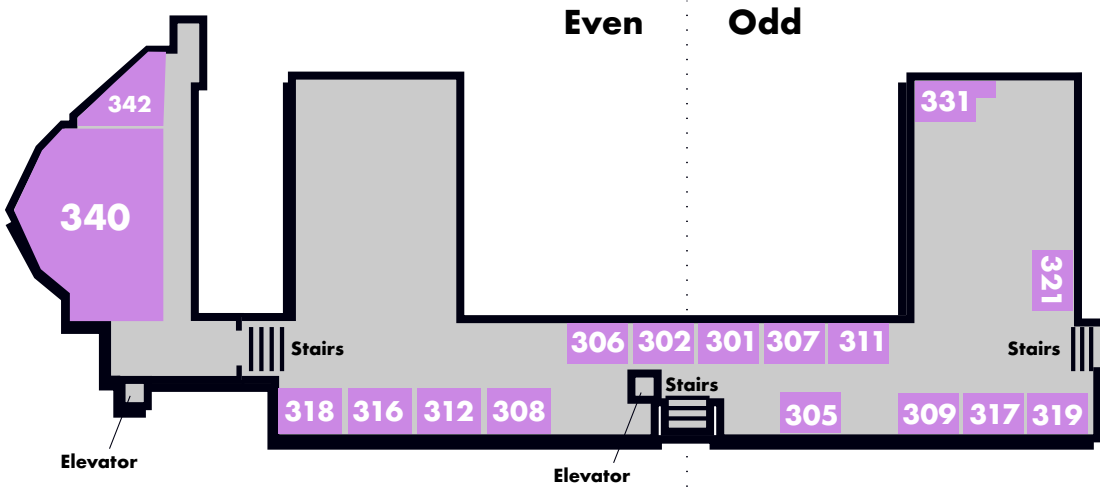 Even Odd
342
331
340
321
306 302 301 307 311
Stairs
Stairs
Stairs
318 316 312 308
305
309 317 319
Elevator
Elevator